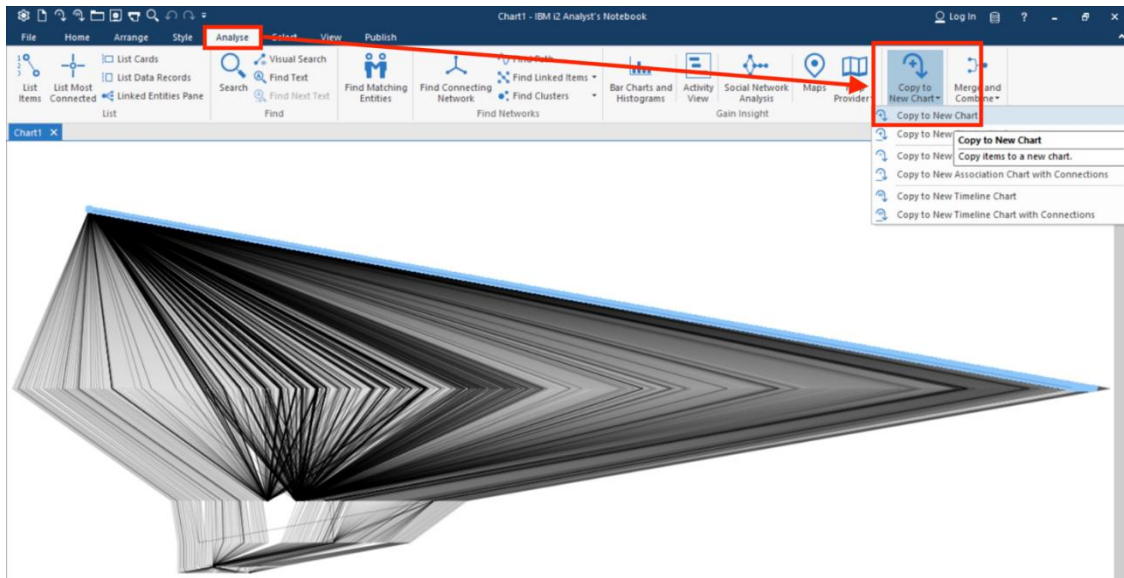 Chart1 - IBM i2 Analyst's Notebook
Log In
?
File Home Arrange Style Analyse Select View Publish
List Items
List Most Connected
List Cards
List Data Records
Linked Entities Pane
List
Search
Visual Search
Find Text
Find Next Text
Find
Find Matching Entities
Find Connecting Network
Find Path
Find Linked Items
Find Clusters
Find Networks
Bar Charts and Histograms
Activity View
Social Network Analysis
Maps
Provider
Gain Insight
Copy to New Chart
Merge and Combine
Chart1 X
Copy to New Chart
Copy to New
Copy to New Chart
Copy items to a new chart.
Copy to New
Copy to New Association Chart with Connections
Copy to New Timeline Chart
Copy to New Timeline Chart with Connections